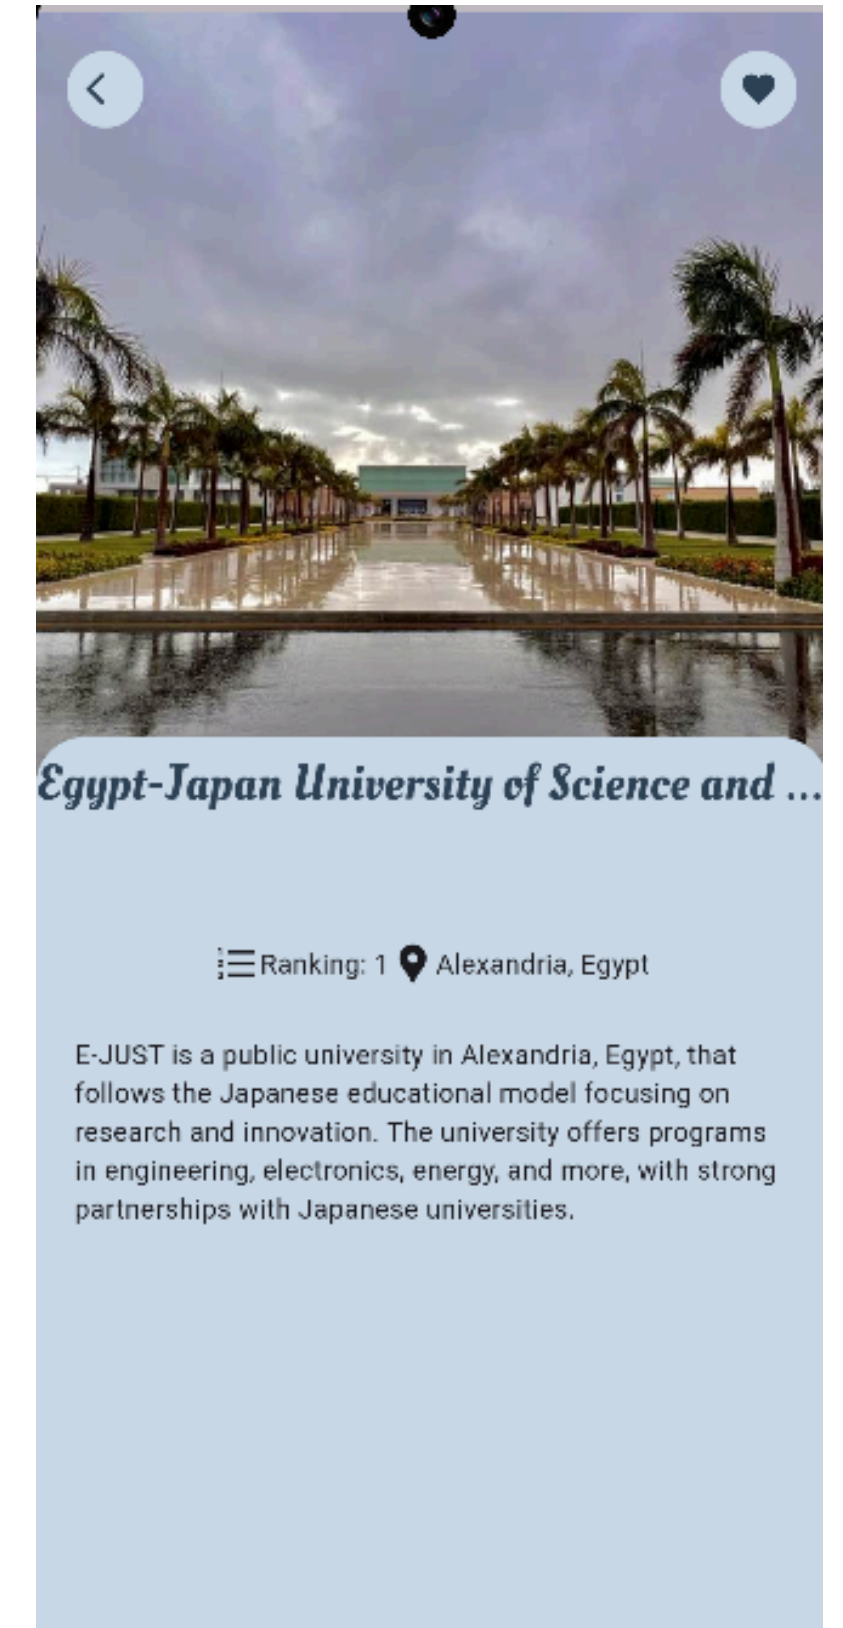 Egypt-Japan University of Science and ...
Ranking: 1 Alexandria, Egypt
E-JUST is a public university in Alexandria, Egypt, that
follows the Japanese educational model focusing on
research and innovation. The university offers programs
in engineering, electronics, energy, and more, with strong
partnerships with Japanese universities.